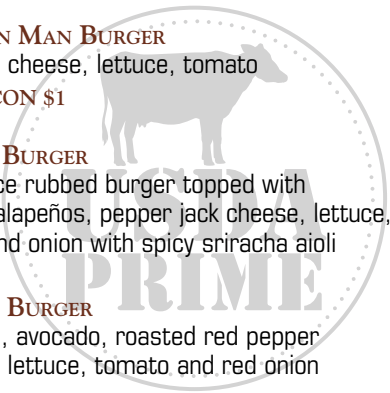 N MAN BURGER
cheese, lettuce, tomato
CON $1
BURGER
ce rubbed burger topped with
alapeños, pepper jack cheese, lettuce,
nd onion with spicy sriracha aioli
USDA
PRIME
BURGER
, avocado, roasted red pepper
lettuce, tomato and red onion